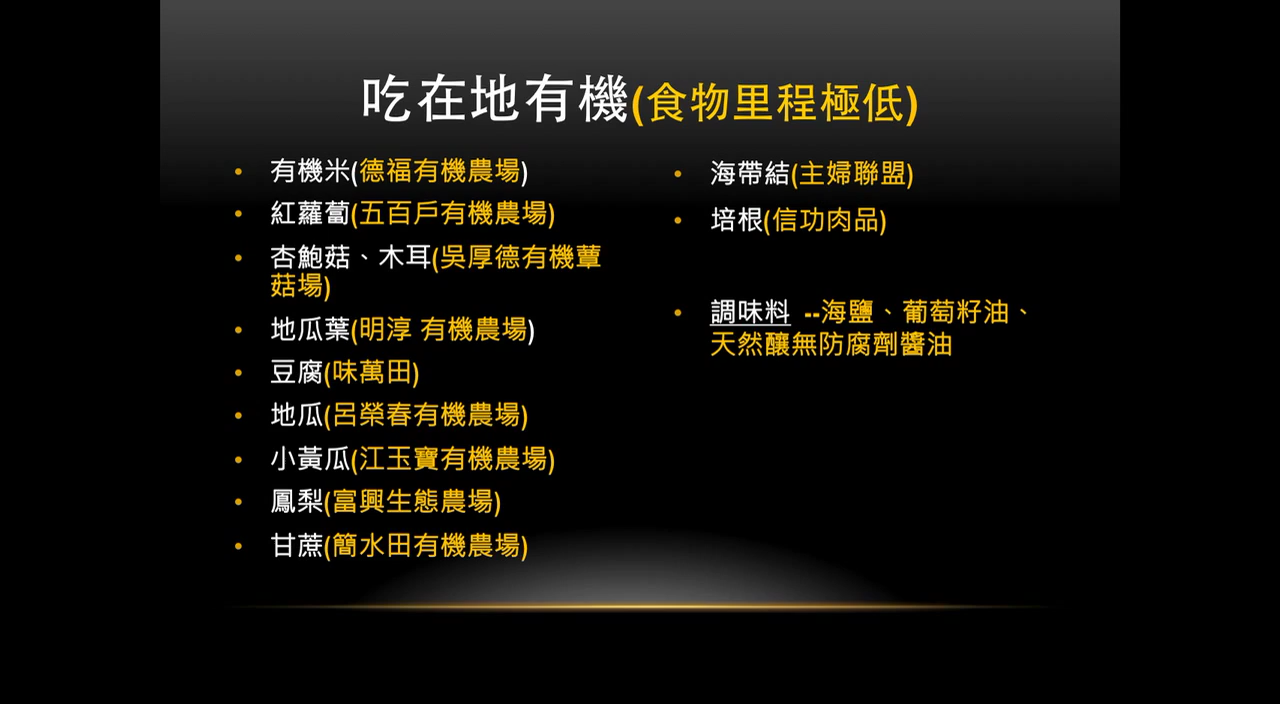 吃在地有機(食物里程極低)
• 有機米(德福有機農場)
• 紅蘿蔔(五百戶有機農場)
• 杏鮑菇、木耳(吳厚德有機蕈
菇場)
• 地瓜葉(明淳 有機農場)
• 豆腐(味萬田)
• 地瓜(呂榮春有機農場)
• 小黃瓜(江玉寶有機農場)
• 鳳梨(富興生態農場)
• 甘蔗(簡水田有機農場)
• 海帶結(主婦聯盟)
• 培根(信功肉品)
• 調味料 --海鹽、葡萄籽油、
天然釀無防腐劑醬油